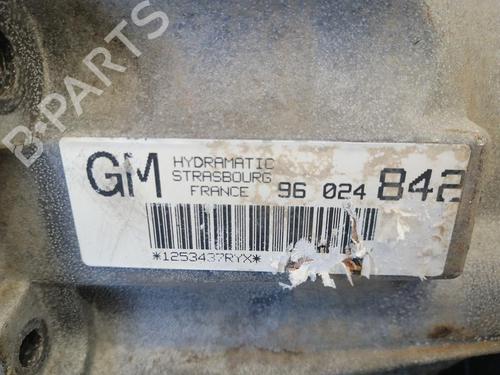 GM HYDRAMATIC
STRASBOURG
FRANCE 96 024 842
*1253437RYX*
B-PARTS